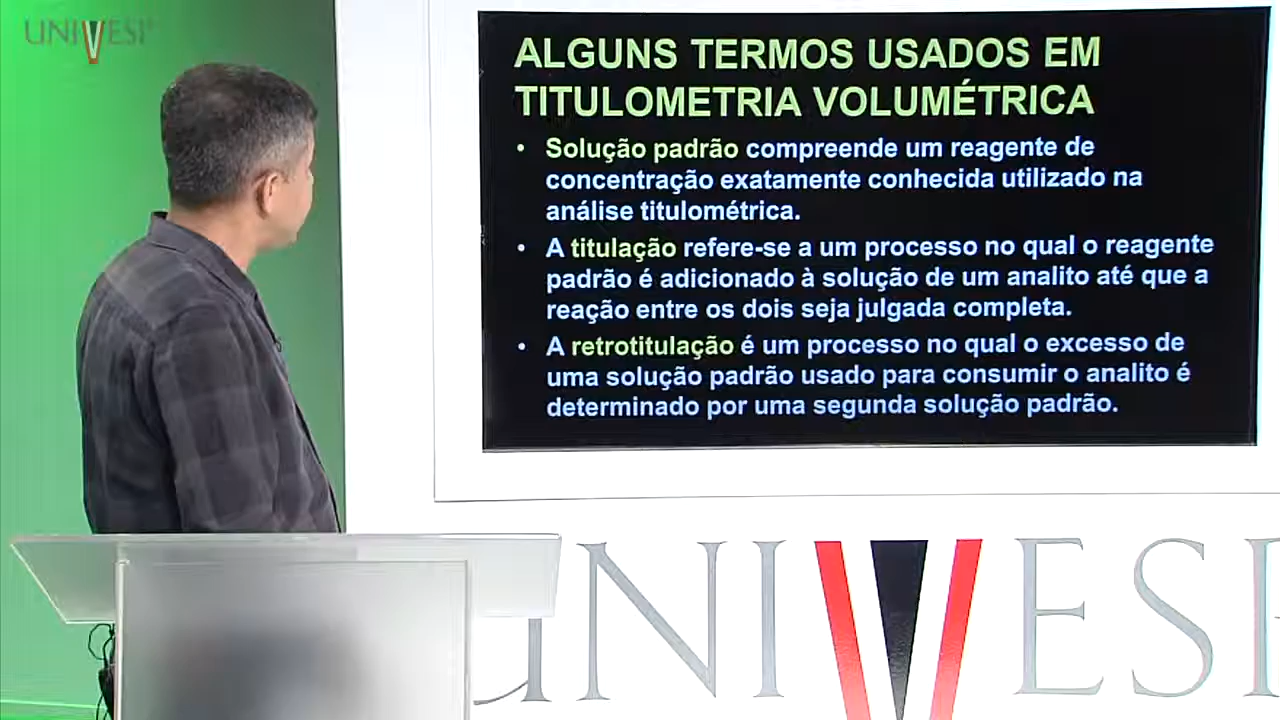 UNIVESP
ALGUNS TERMOS USADOS EM
TITULOMETRIA VOLUMÉTRICA
• Solução padrão compreende um reagente de
concentração exatamente conhecida utilizado na
análise titulométrica.
• A titulação refere-se a um processo no qual o reagente
padrão é adicionado à solução de um analito até que a
reação entre os dois seja julgada completa.
• A retrotitulação é um processo no qual o excesso de
uma solução padrão usado para consumir o analito é
determinado por uma segunda solução padrão.
UNIVESP